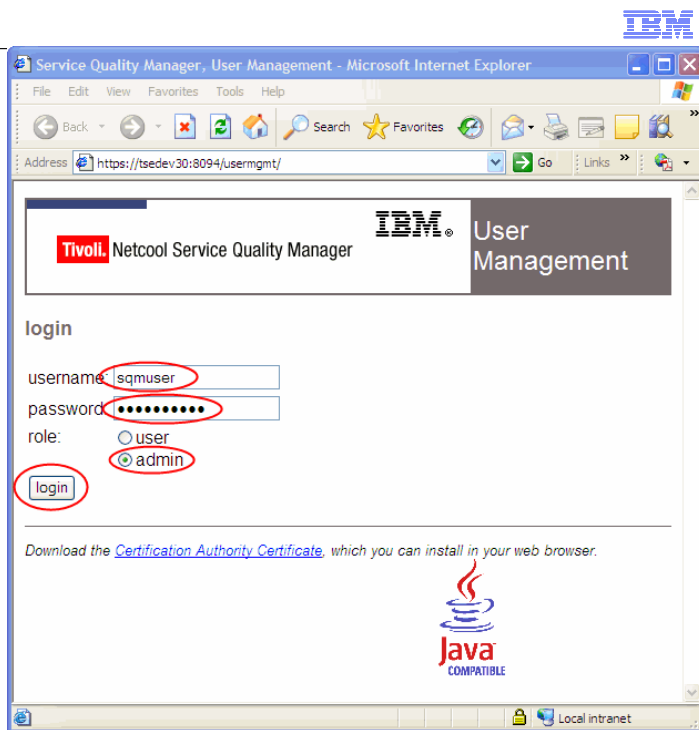 IBM
Service Quality Manager, User Management - Microsoft Internet Explorer
File Edit View Favorites Tools Help
Back Search Favorites »
Address https://tsedev30:8094/usermgmt/ Go Links »
Tivoli. Netcool Service Quality Manager
IBM®
User
Management
login
username: sqmuser
password ••••••••••
role: user
admin
login
Download the Certification Authority Certificate, which you can install in your web browser.
Java
COMPATIBLE
Local intranet